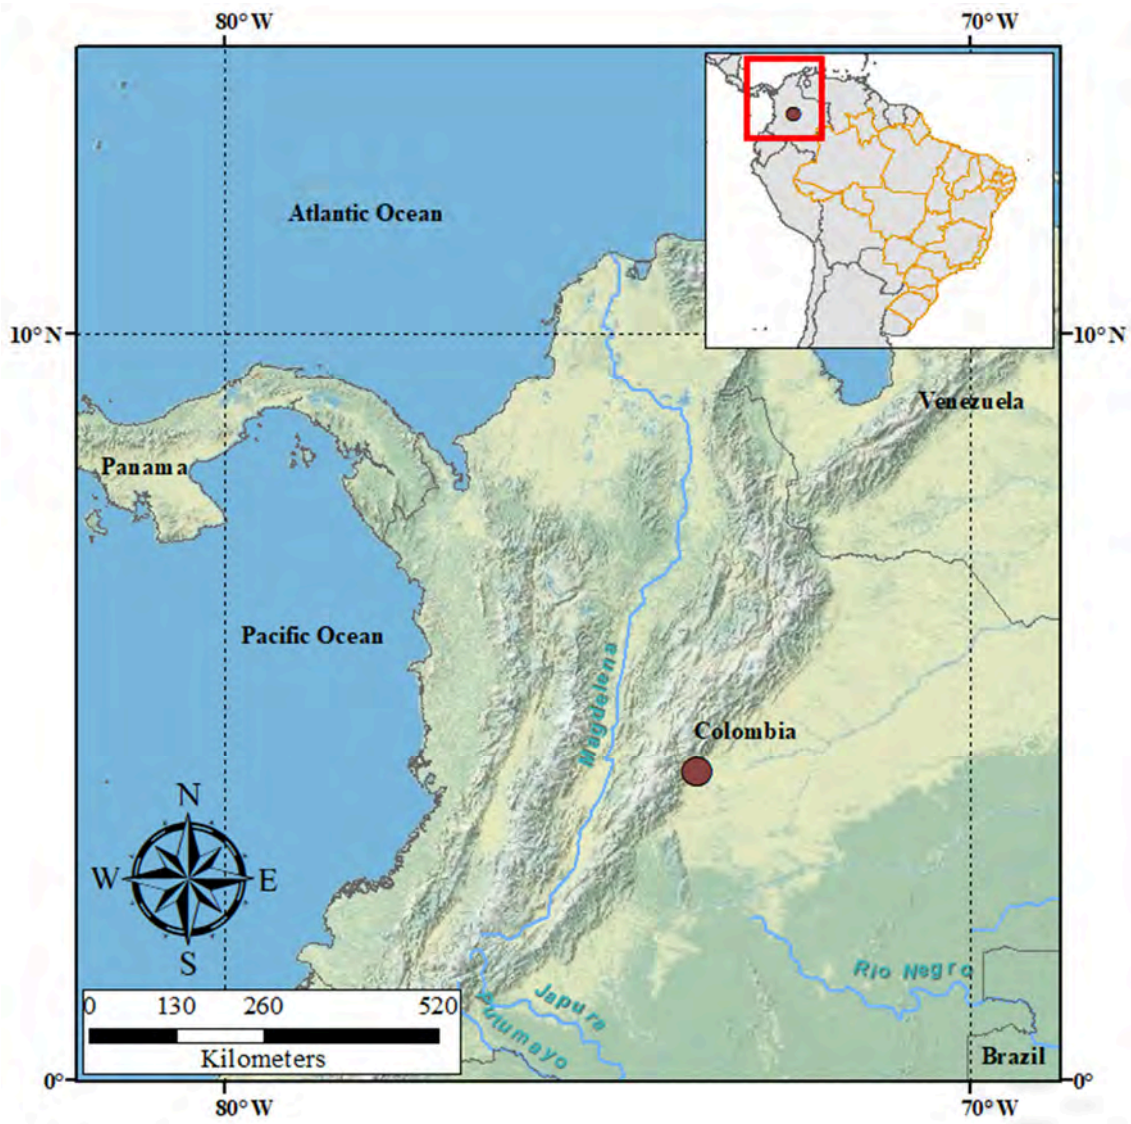 80°W
70°W
Atlantic Ocean
10°N
10°N
Venezuela
Panama
Pacific Ocean
Magdelena
Colombia
N
W
E
S
Rio Negro
Japura
Putumayo
0
130
260
520
Kilometers
Brazil
0°
0°
80°W
70°W